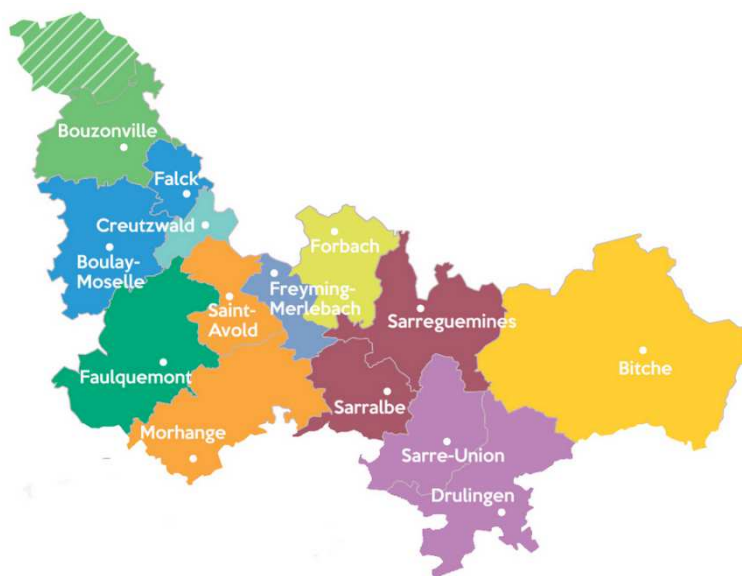 Bouzonville
Falck
Creutzwald
Boulay-
Moselle
Forbach
Freyming-
Merlebach
Saint-
Avold
Sarreguemines
Faulquemont
Bitche
Sarralbe
Morhange
Sarre-Union
Drulingen